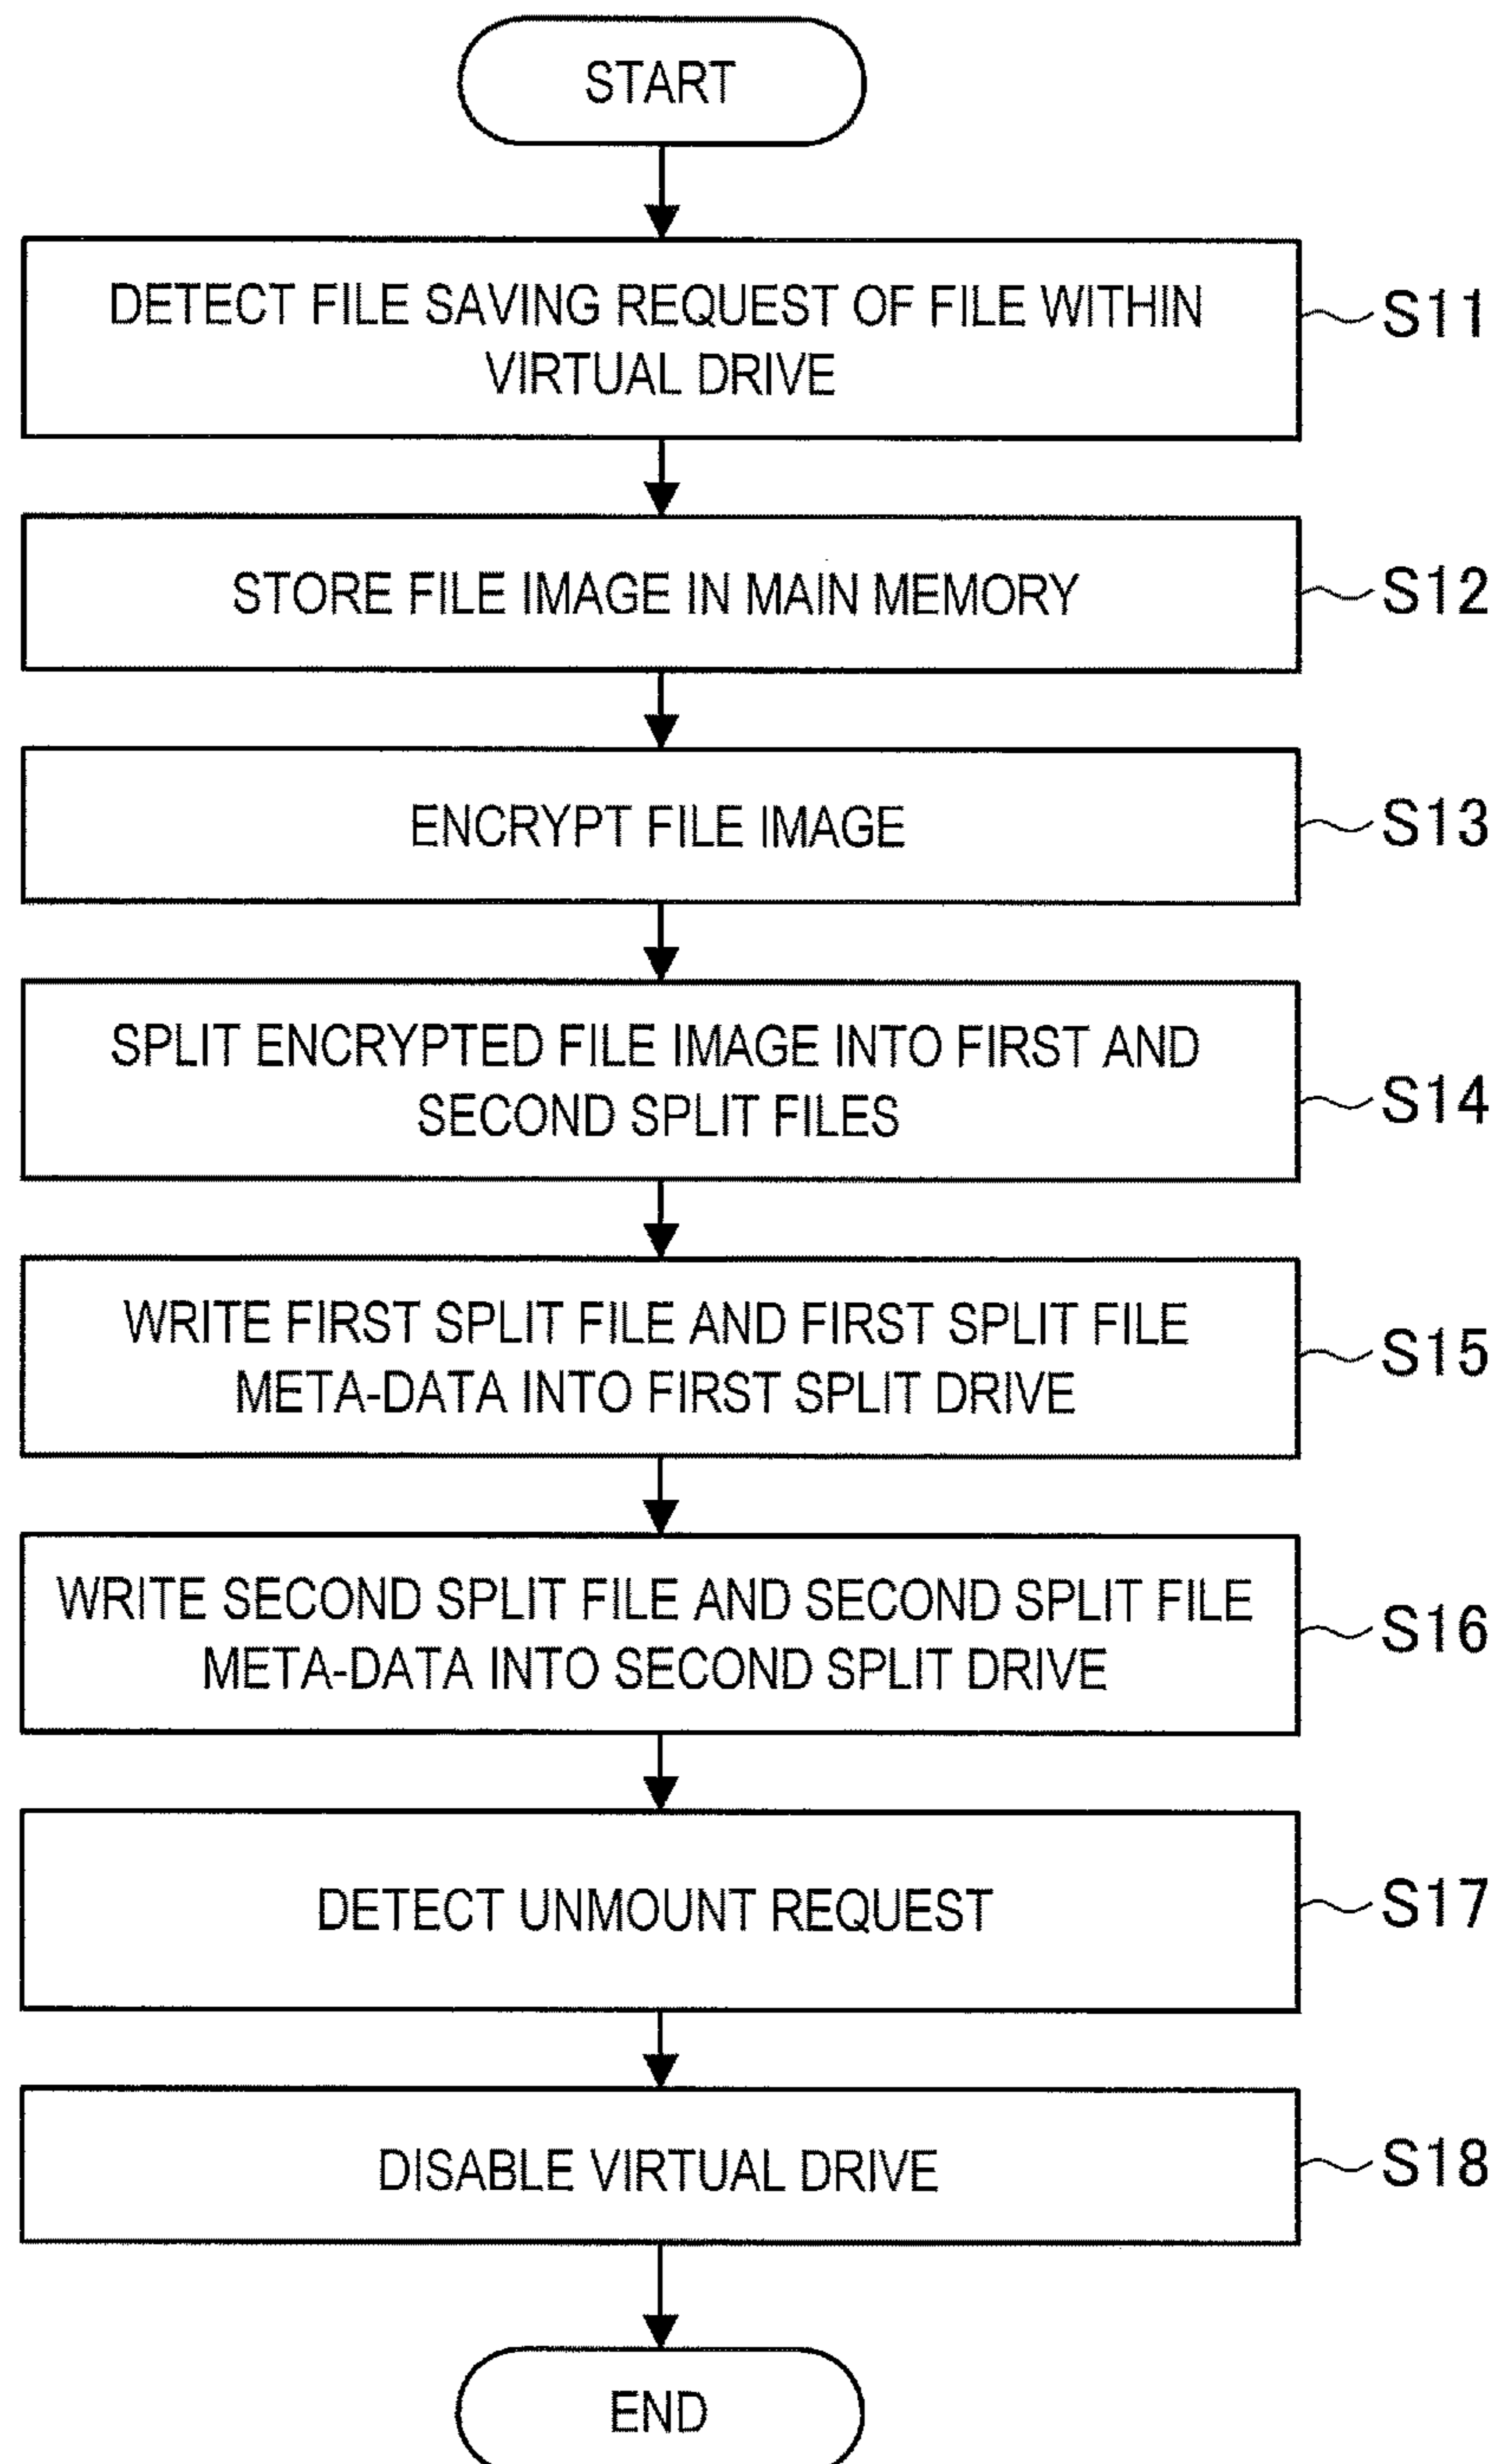 START
DETECT FILE SAVING REQUEST OF FILE WITHIN
VIRTUAL DRIVE
S11
STORE FILE IMAGE IN MAIN MEMORY
S12
ENCRYPT FILE IMAGE
S13
SPLIT ENCRYPTED FILE IMAGE INTO FIRST AND
SECOND SPLIT FILES
S14
WRITE FIRST SPLIT FILE AND FIRST SPLIT FILE
META-DATA INTO FIRST SPLIT DRIVE
S15
WRITE SECOND SPLIT FILE AND SECOND SPLIT FILE
META-DATA INTO SECOND SPLIT DRIVE
S16
DETECT UNMOUNT REQUEST
S17
DISABLE VIRTUAL DRIVE
S18
END